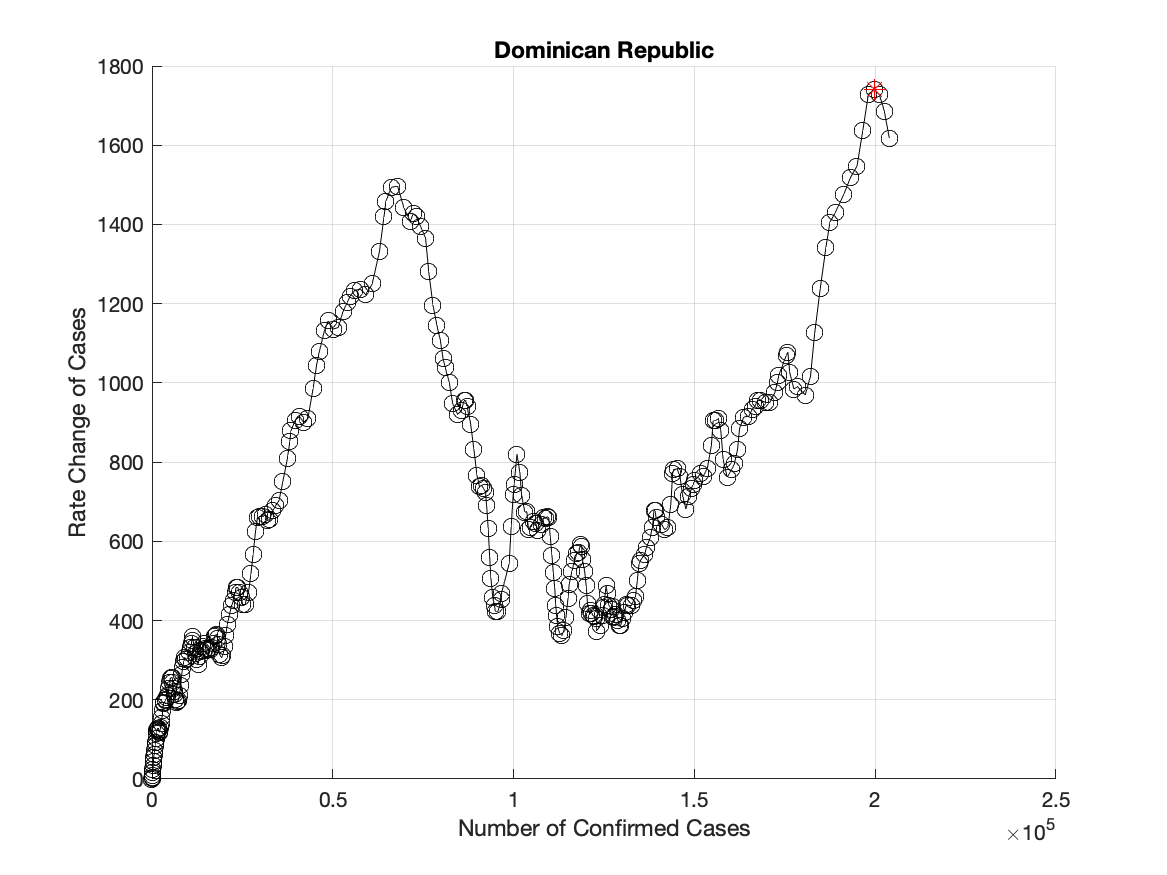 Dominican Republic
1800
1600
1400
1200
1000
800
600
400
200
0
Rate Change of Cases
0 0.5 1 1.5 2 2.5
Number of Confirmed Cases
×10⁵